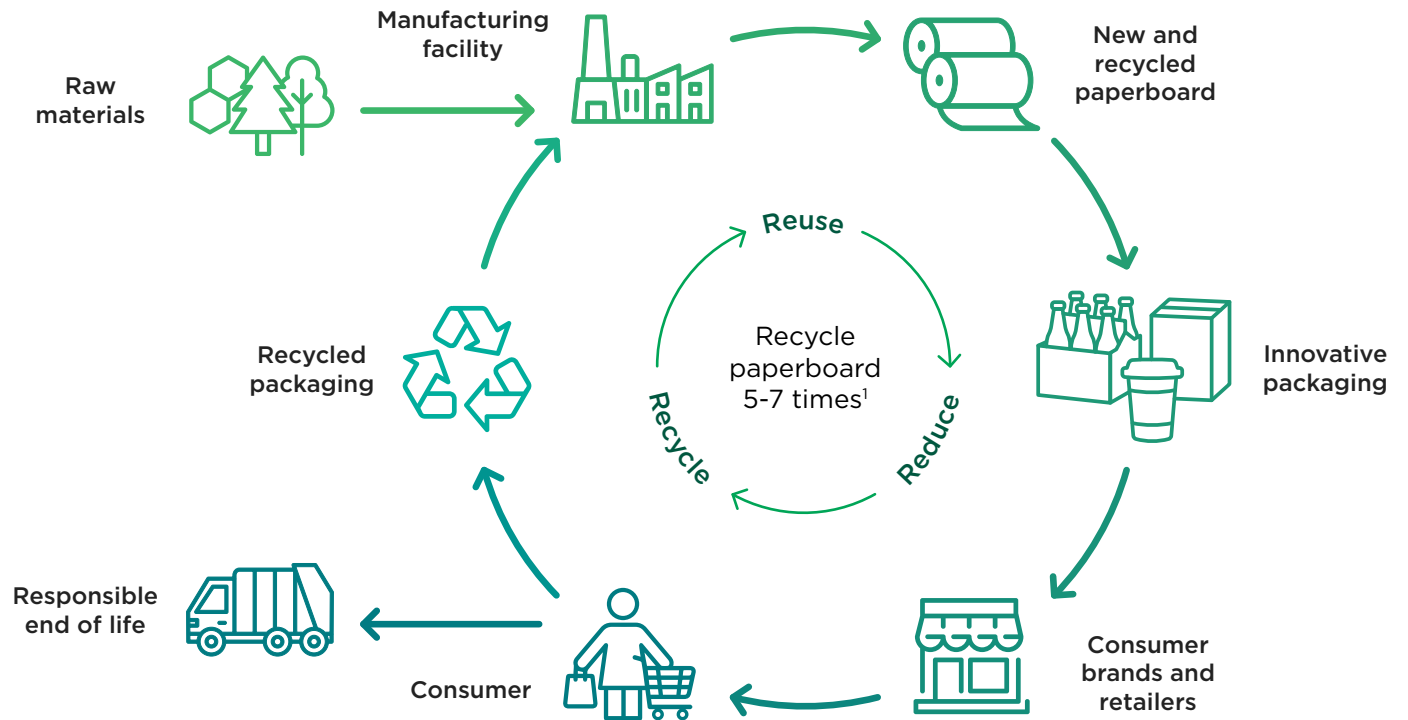 Manufacturing
facility
Raw
materials
New and
recycled
paperboard
Reuse
Recycle
paperboard
5-7 times¹
Reduce
Recycle
Recycled
packaging
Innovative
packaging
Responsible
end of life
Consumer
Consumer
brands and
retailers